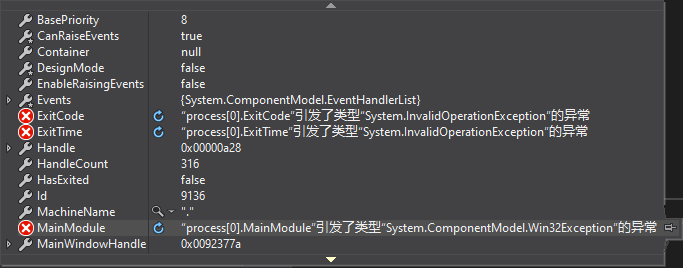 BasePriority 8
CanRaiseEvents true
Container null
DesignMode false
EnableRaisingEvents false
Events {System.ComponentModel.EventHandlerList}
ExitCode "process[0].ExitCode"引发了类型"System.InvalidOperationException"的异常
ExitTime "process[0].ExitTime"引发了类型"System.InvalidOperationException"的异常
Handle 0x00000a28
HandleCount 316
HasExited false
Id 9136
MachineName "."
MainModule "process[0].MainModule"引发了类型"System.ComponentModel.Win32Exception"的异常
MainWindowHandle 0x0092377a